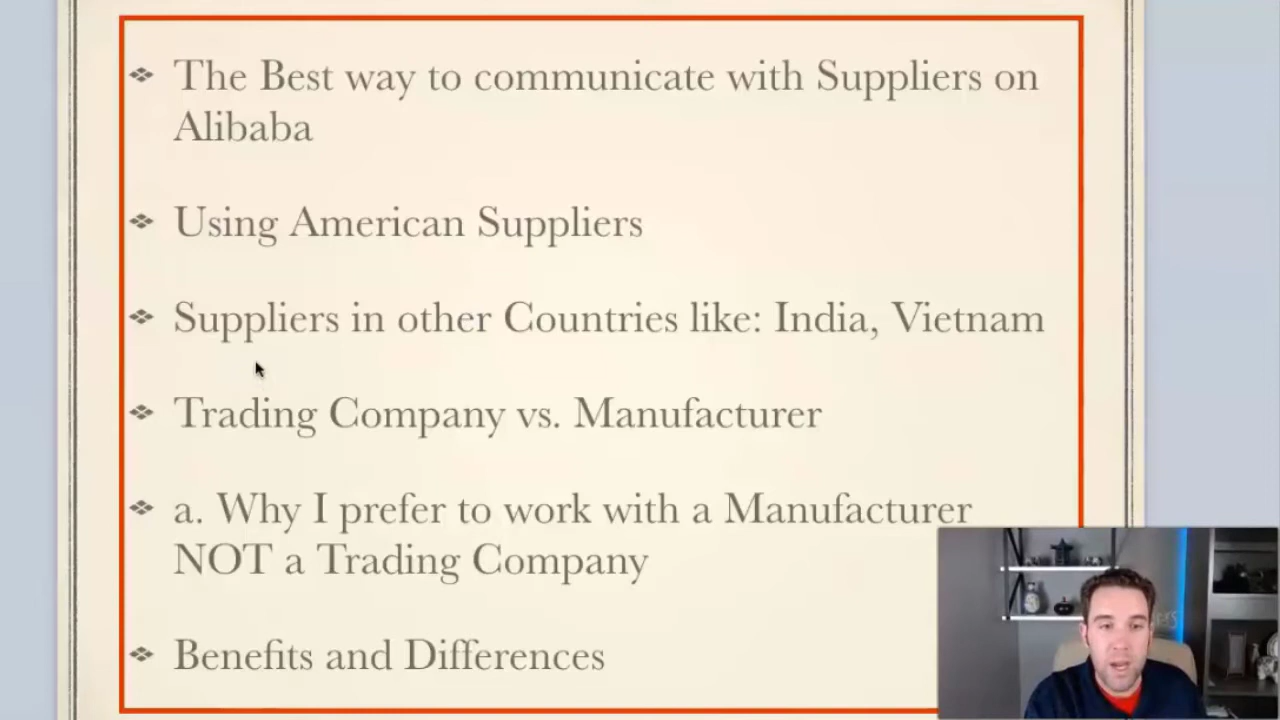 The Best way to communicate with Suppliers on
Alibaba
Using American Suppliers
Suppliers in other Countries like: India, Vietnam
Trading Company vs. Manufacturer
a. Why I prefer to work with a Manufacturer
NOT a Trading Company
Benefits and Differences